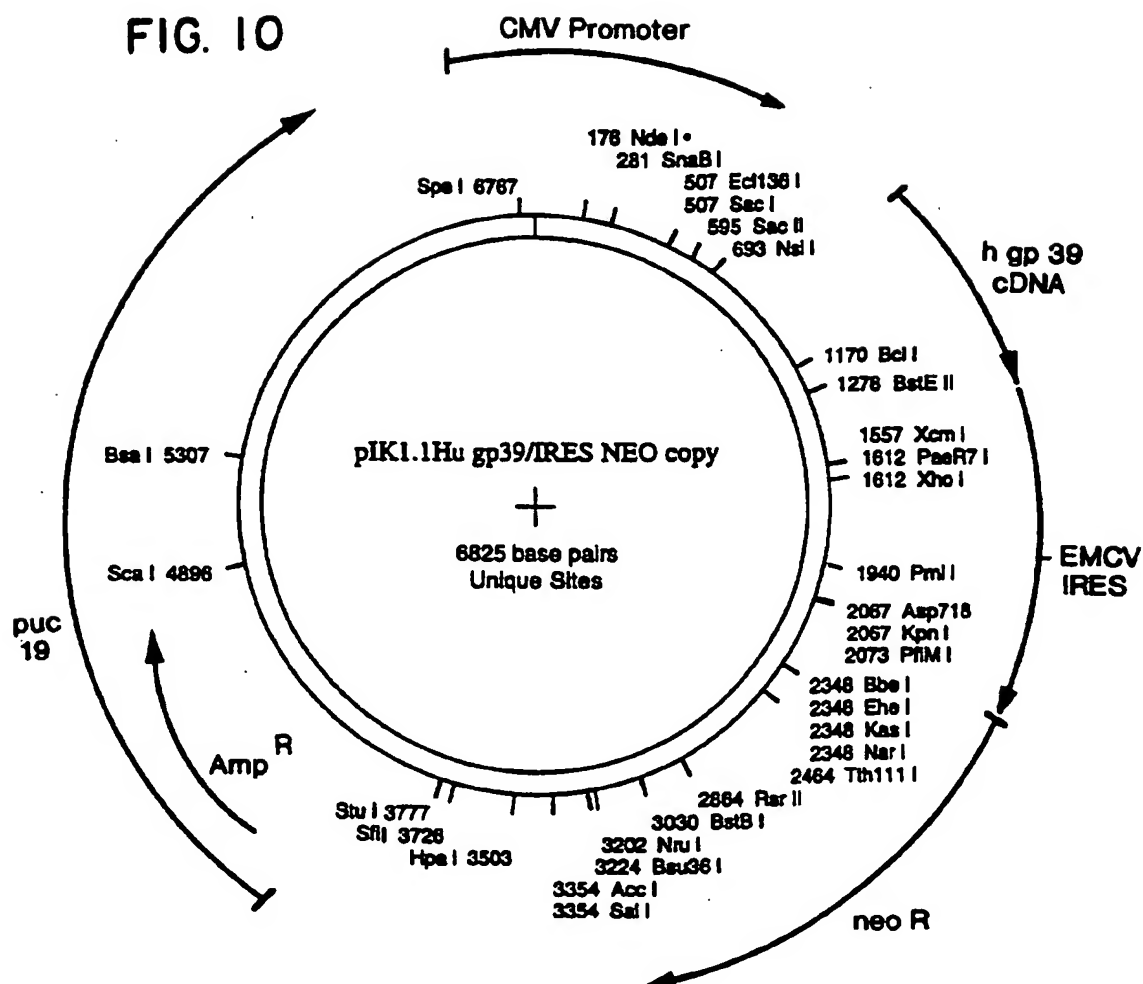 FIG. 10
CMV Promoter
176 Nde I •
281 SnaB I
507 Ecl136 I
507 Sac I
595 Sac II
693 Nsi I
Spe I 6767
h gp 39
cDNA
1170 Bcl I
1278 BstE II
1557 Xcm I
1612 PaeR7 I
1612 Xho I
Bsa I 5307
pIK1.1Hu gp39/IRES NEO copy
6825 base pairs
Unique Sites
EMCV
IRES
Sca I 4896
1940 Pml I
2067 Asp718
2067 Kpn I
2073 PflM I
puc
19
2348 Bbe I
2348 Ehe I
2348 Kas I
2348 Nar I
2464 Tth111 I
Amp R
2864 Rsr II
3030 BstB I
3202 Nru I
3224 Bsu36 I
3354 Acc I
3354 Sal I
Stu I 3777
Sfi I 3726
Hpa I 3503
neo R